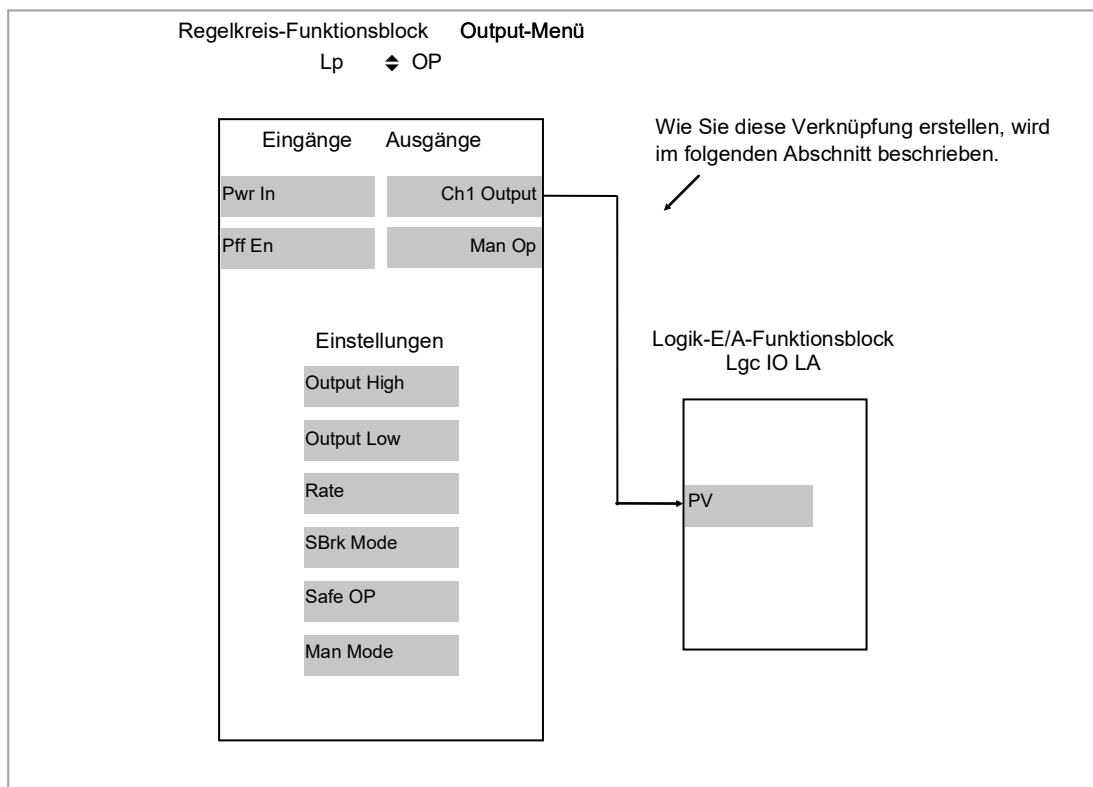 Regelkreis-Funktionsblock Output-Menü
Lp OP
Eingänge Ausgänge
Pwr In Ch1 Output
Pff En Man Op
Wie Sie diese Verknüpfung erstellen, wird
im folgenden Abschnitt beschrieben.
Einstellungen
Output High
Output Low
Rate
SBrk Mode
Safe OP
Man Mode
Logik-E/A-Funktionsblock
Lgc IO LA
PV